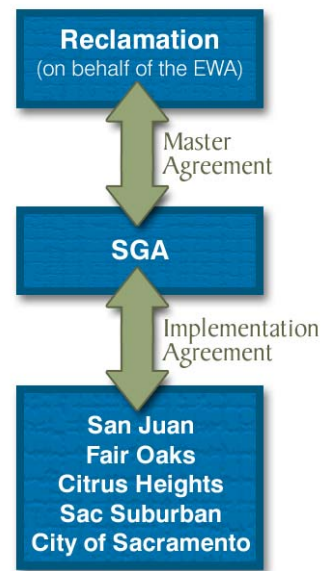 Reclamation
(on behalf of the EWA)
Master
Agreement
SGA
Implementation
Agreement
San Juan
Fair Oaks
Citrus Heights
Sac Suburban
City of Sacramento